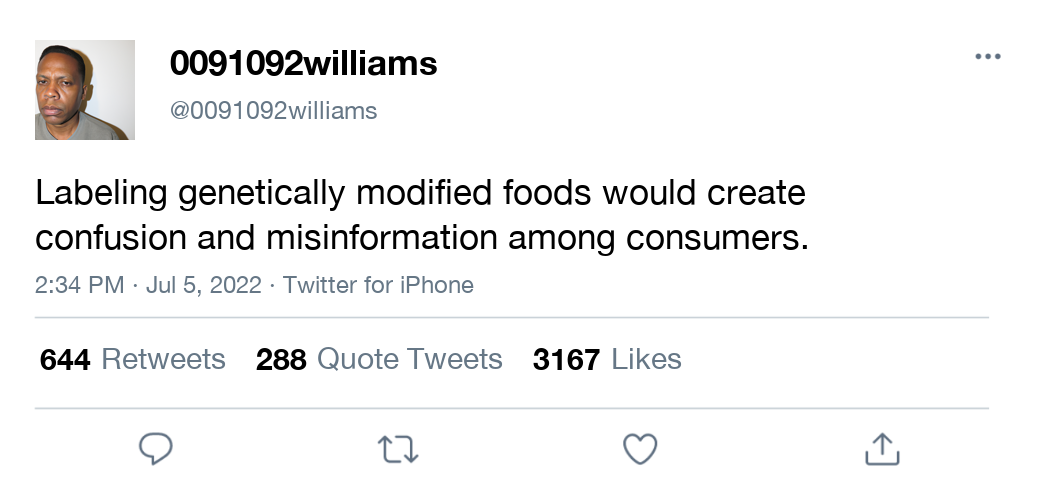 0091092williams
@0091092williams
Labeling genetically modified foods would create
confusion and misinformation among consumers.
2:34 PM · Jul 5, 2022 · Twitter for iPhone
644 Retweets 288 Quote Tweets 3167 Likes